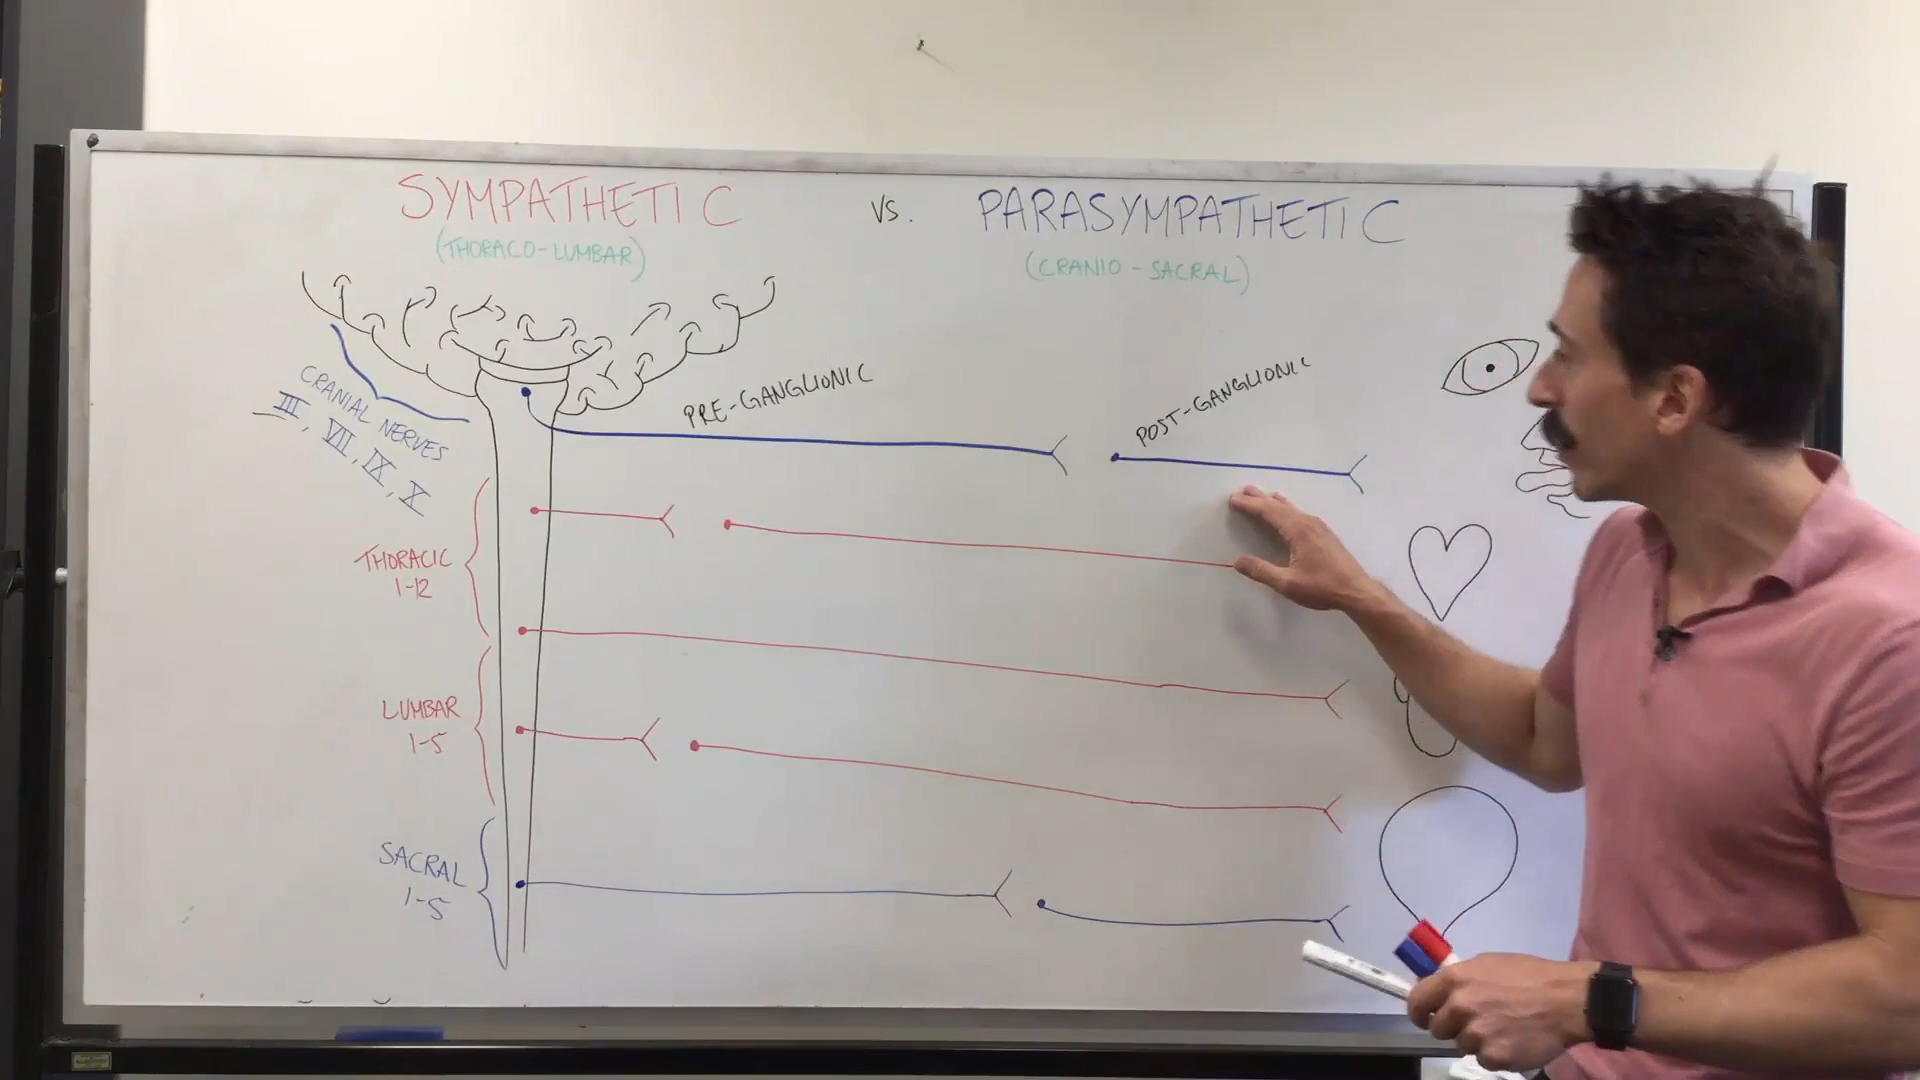 SYMPATHETIC
VS.
PARASYMPATHETIC
(THORACO-LUMBAR)
(CRANIO-SACRAL)
CRANIAL NERVES
III, VII, IX, X
PRE-GANGLIONIC
POST-GANGLIONIC
THORACIC
1-12
LUMBAR
1-5
SACRAL
1-5